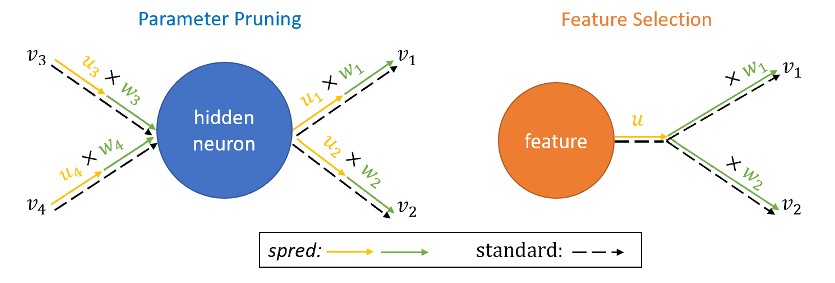 Parameter Pruning
Feature Selection
v₃
u₃ × w₃
u₁ × w₁
v₁
hidden
neuron
v₄
u₄ × w₄
u₂ × w₂
v₂
feature
u
× w₁
v₁
× w₂
v₂
spred:
standard: